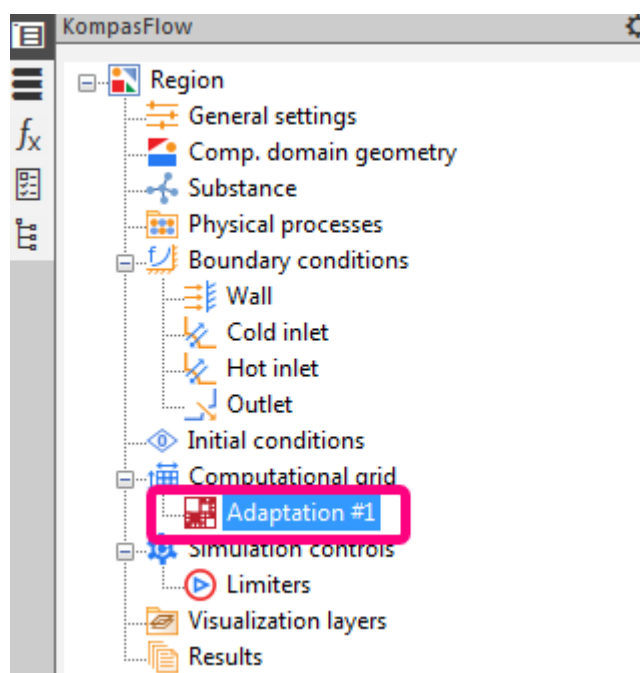 KompasFlow
Region
General settings
Comp. domain geometry
Substance
Physical processes
Boundary conditions
Wall
Cold inlet
Hot inlet
Outlet
Initial conditions
Computational grid
Adaptation #1
Simulation controls
Limiters
Visualization layers
Results